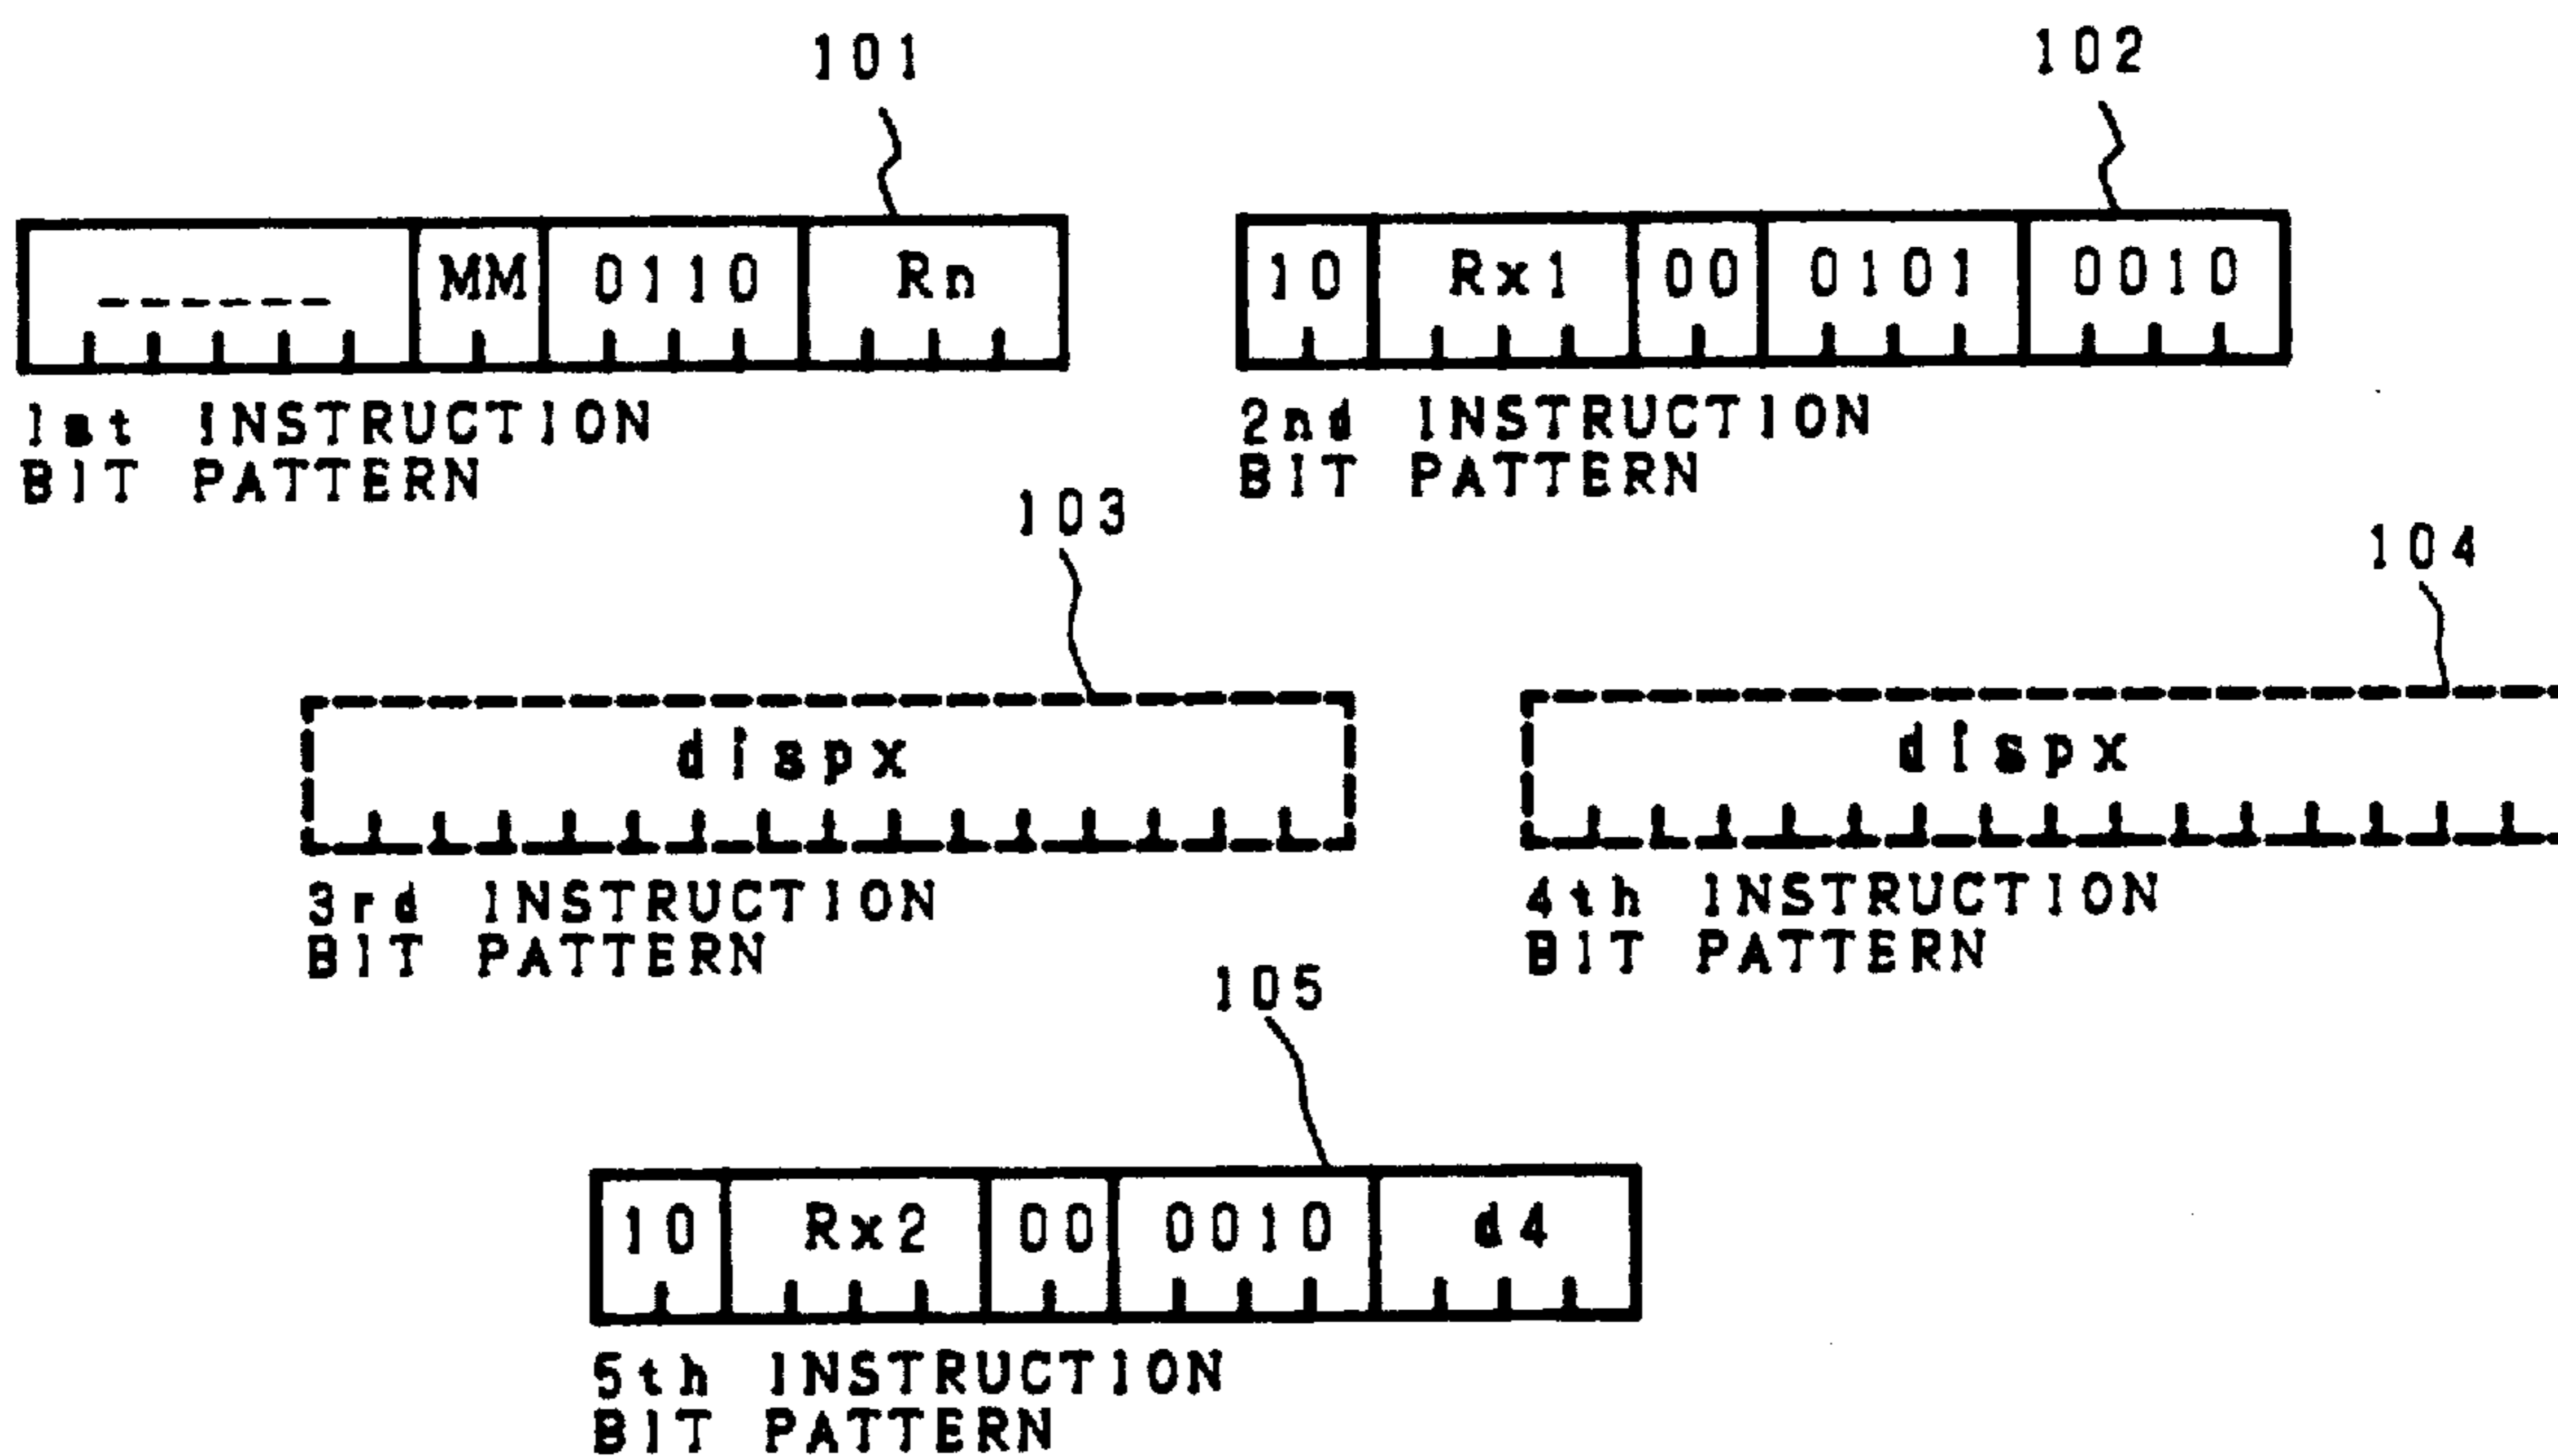 101 102
------ MM 0110 Rn 10 Rx1 00 0101 0010
1st INSTRUCTION 2nd INSTRUCTION
BIT PATTERN BIT PATTERN
103 104
dispx dispx
3rd INSTRUCTION 4th INSTRUCTION
BIT PATTERN BIT PATTERN
105
10 Rx2 00 0010 d4
5th INSTRUCTION
BIT PATTERN